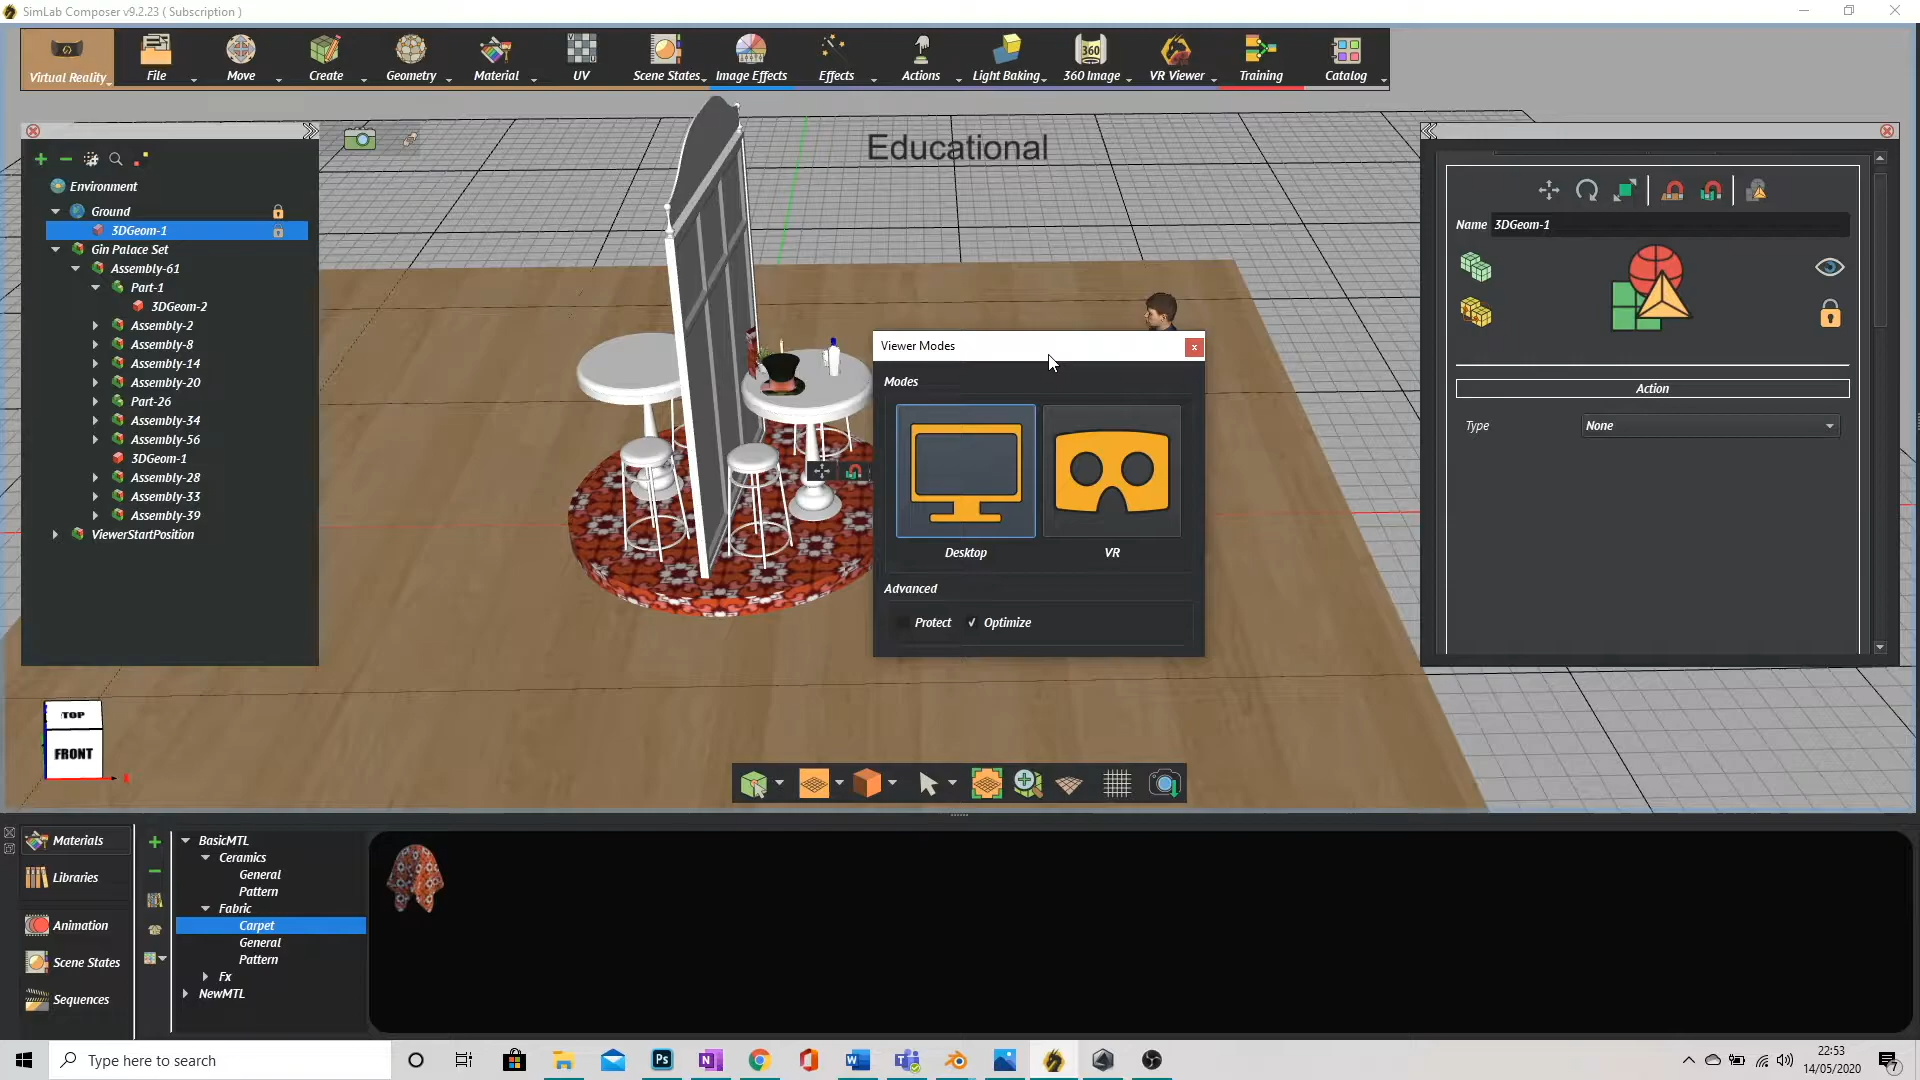 SimLab Composer v9.2.23 ( Subscription )
Virtual Reality
File
Move
Create
Geometry
Material
UV
Scene States
Image Effects
Effects
Actions
Light Baking
360 Image
VR Viewer
Training
Catalog
360
Educational
Environment
Ground
3DGeom-1
Gin Palace Set
Assembly-61
Part-1
3DGeom-2
Assembly-2
Assembly-8
Assembly-14
Assembly-20
Part-26
Assembly-34
Assembly-56
3DGeom-1
Assembly-28
Assembly-33
Assembly-39
ViewerStartPosition
Viewer Modes
Modes
Desktop
VR
Advanced
Protect
Optimize
Name 3DGeom-1
Action
Type None
TOP
FRONT
Materials
Libraries
Animation
Scene States
Sequences
BasicMTL
Ceramics
General
Pattern
Fabric
Carpet
General
Pattern
Fx
NewMTL
Type here to search
22:53
14/05/2020
7